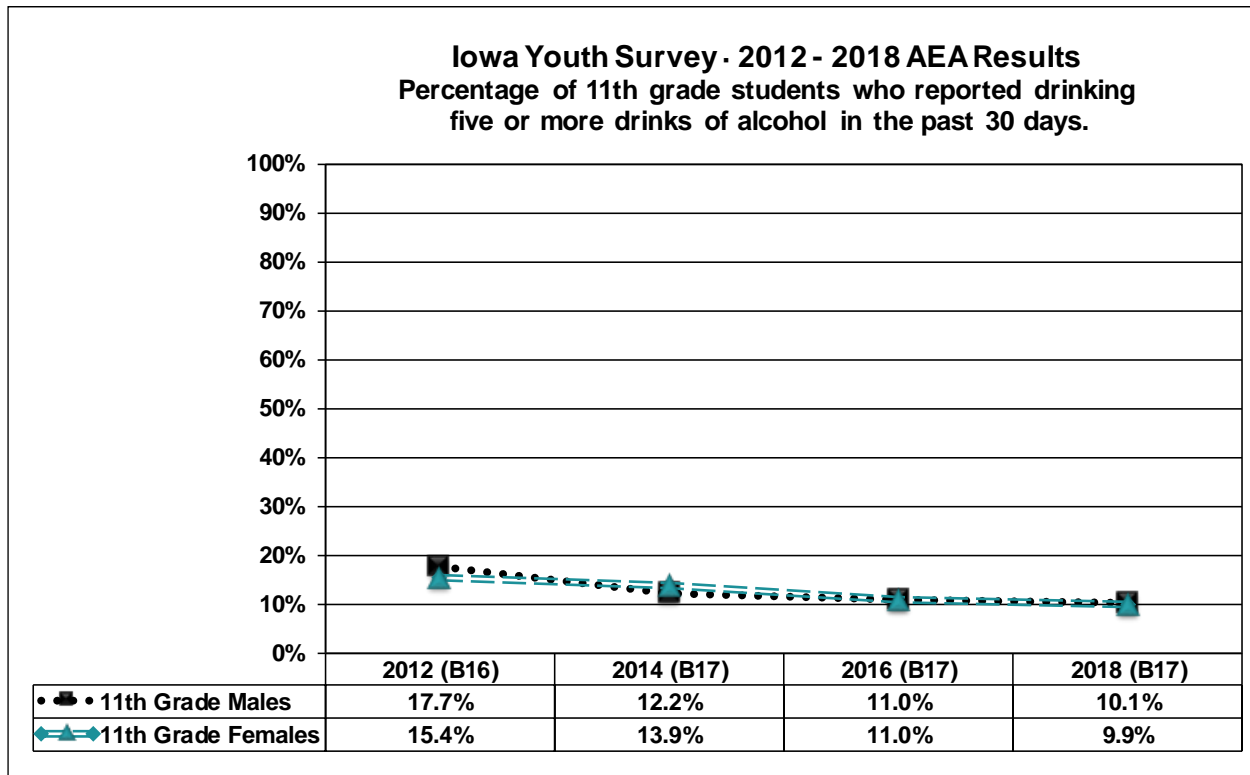 Iowa Youth Survey · 2012 - 2018 AEA Results
Percentage of 11th grade students who reported drinking
five or more drinks of alcohol in the past 30 days.
100%
90%
80%
70%
60%
50%
40%
30%
20%
10%
0%
2012 (B16) 2014 (B17) 2016 (B17) 2018 (B17)
11th Grade Males 17.7% 12.2% 11.0% 10.1%
11th Grade Females 15.4% 13.9% 11.0% 9.9%